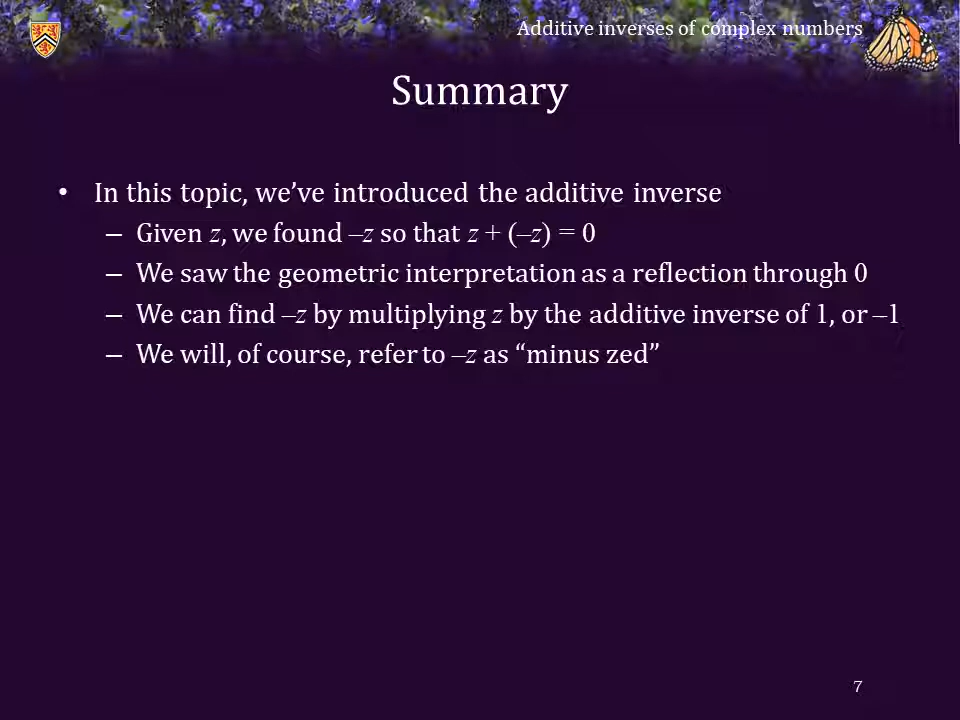 Additive inverses of complex numbers
Summary
• In this topic, we’ve introduced the additive inverse
– Given z, we found –z so that z + (–z) = 0
– We saw the geometric interpretation as a reflection through 0
– We can find –z by multiplying z by the additive inverse of 1, or –1
– We will, of course, refer to –z as “minus zed”
7